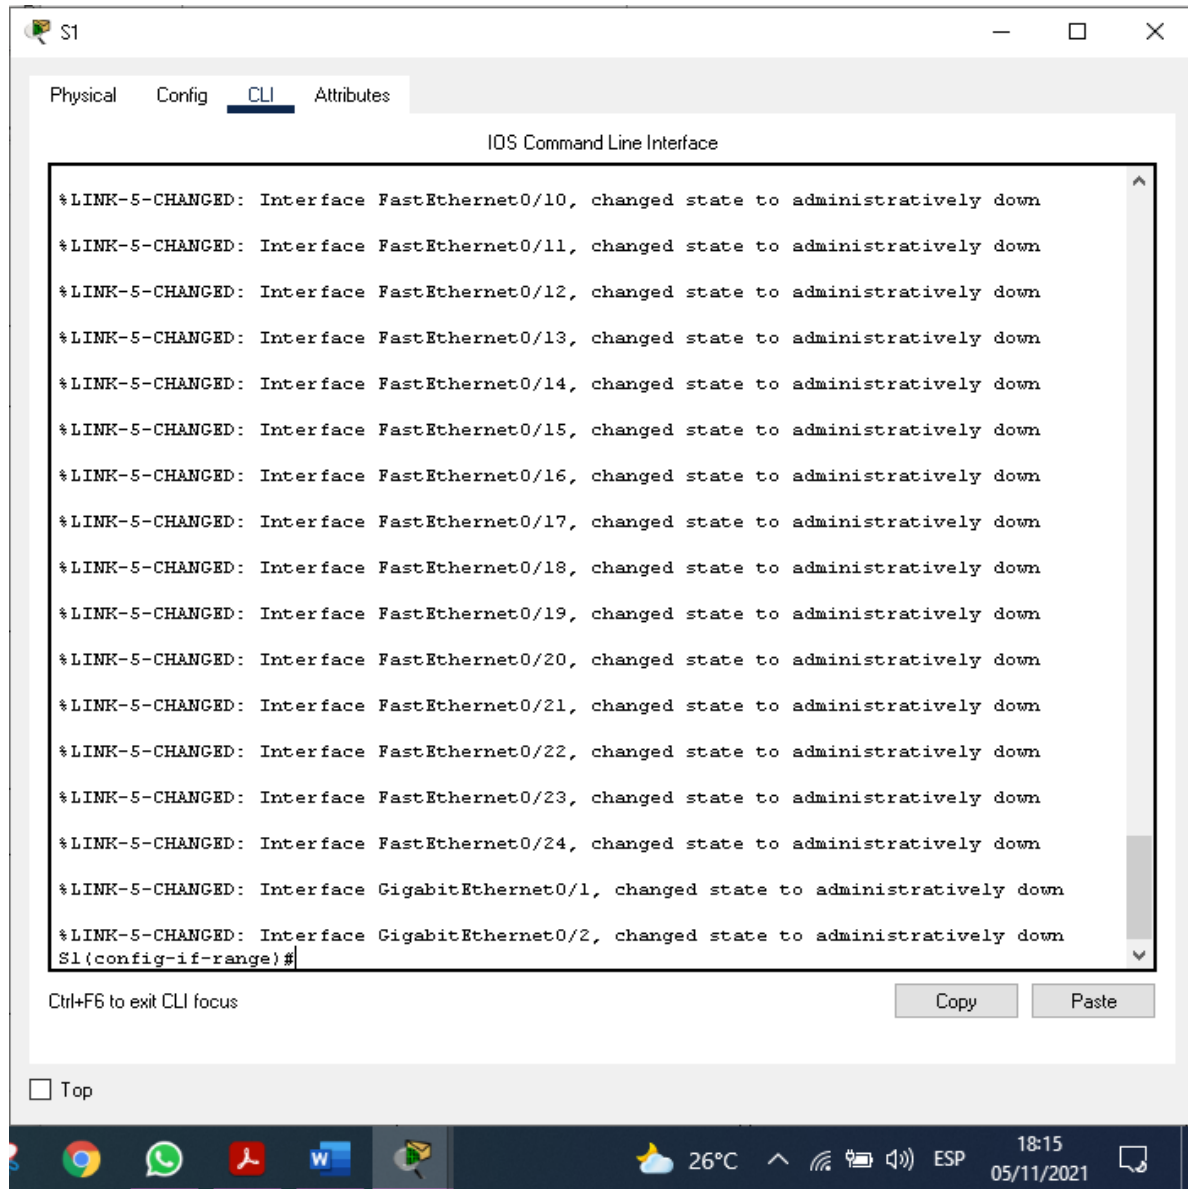 S1
Physical Config CLI Attributes
IOS Command Line Interface
%LINK-5-CHANGED: Interface FastEthernet0/10, changed state to administratively down
%LINK-5-CHANGED: Interface FastEthernet0/11, changed state to administratively down
%LINK-5-CHANGED: Interface FastEthernet0/12, changed state to administratively down
%LINK-5-CHANGED: Interface FastEthernet0/13, changed state to administratively down
%LINK-5-CHANGED: Interface FastEthernet0/14, changed state to administratively down
%LINK-5-CHANGED: Interface FastEthernet0/15, changed state to administratively down
%LINK-5-CHANGED: Interface FastEthernet0/16, changed state to administratively down
%LINK-5-CHANGED: Interface FastEthernet0/17, changed state to administratively down
%LINK-5-CHANGED: Interface FastEthernet0/18, changed state to administratively down
%LINK-5-CHANGED: Interface FastEthernet0/19, changed state to administratively down
%LINK-5-CHANGED: Interface FastEthernet0/20, changed state to administratively down
%LINK-5-CHANGED: Interface FastEthernet0/21, changed state to administratively down
%LINK-5-CHANGED: Interface FastEthernet0/22, changed state to administratively down
%LINK-5-CHANGED: Interface FastEthernet0/23, changed state to administratively down
%LINK-5-CHANGED: Interface FastEthernet0/24, changed state to administratively down
%LINK-5-CHANGED: Interface GigabitEthernet0/1, changed state to administratively down
%LINK-5-CHANGED: Interface GigabitEthernet0/2, changed state to administratively down
S1(config-if-range)#
Ctrl+F6 to exit CLI focus
Copy Paste
Top
W 26°C ESP 18:15
05/11/2021